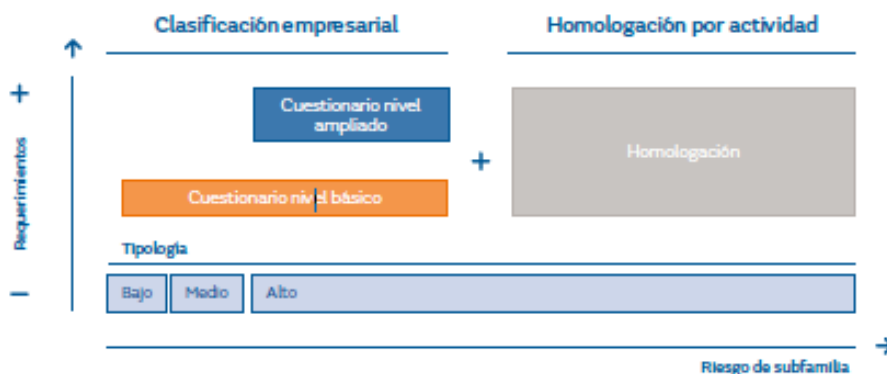 Clasificación empresarial
Homologación por actividad
+
Requerimientos
−
Cuestionario nivel
ampliado
+
Homologación
Cuestionario nivel básico
Tipología
Bajo
Medio
Alto
Riesgo de subfamilia